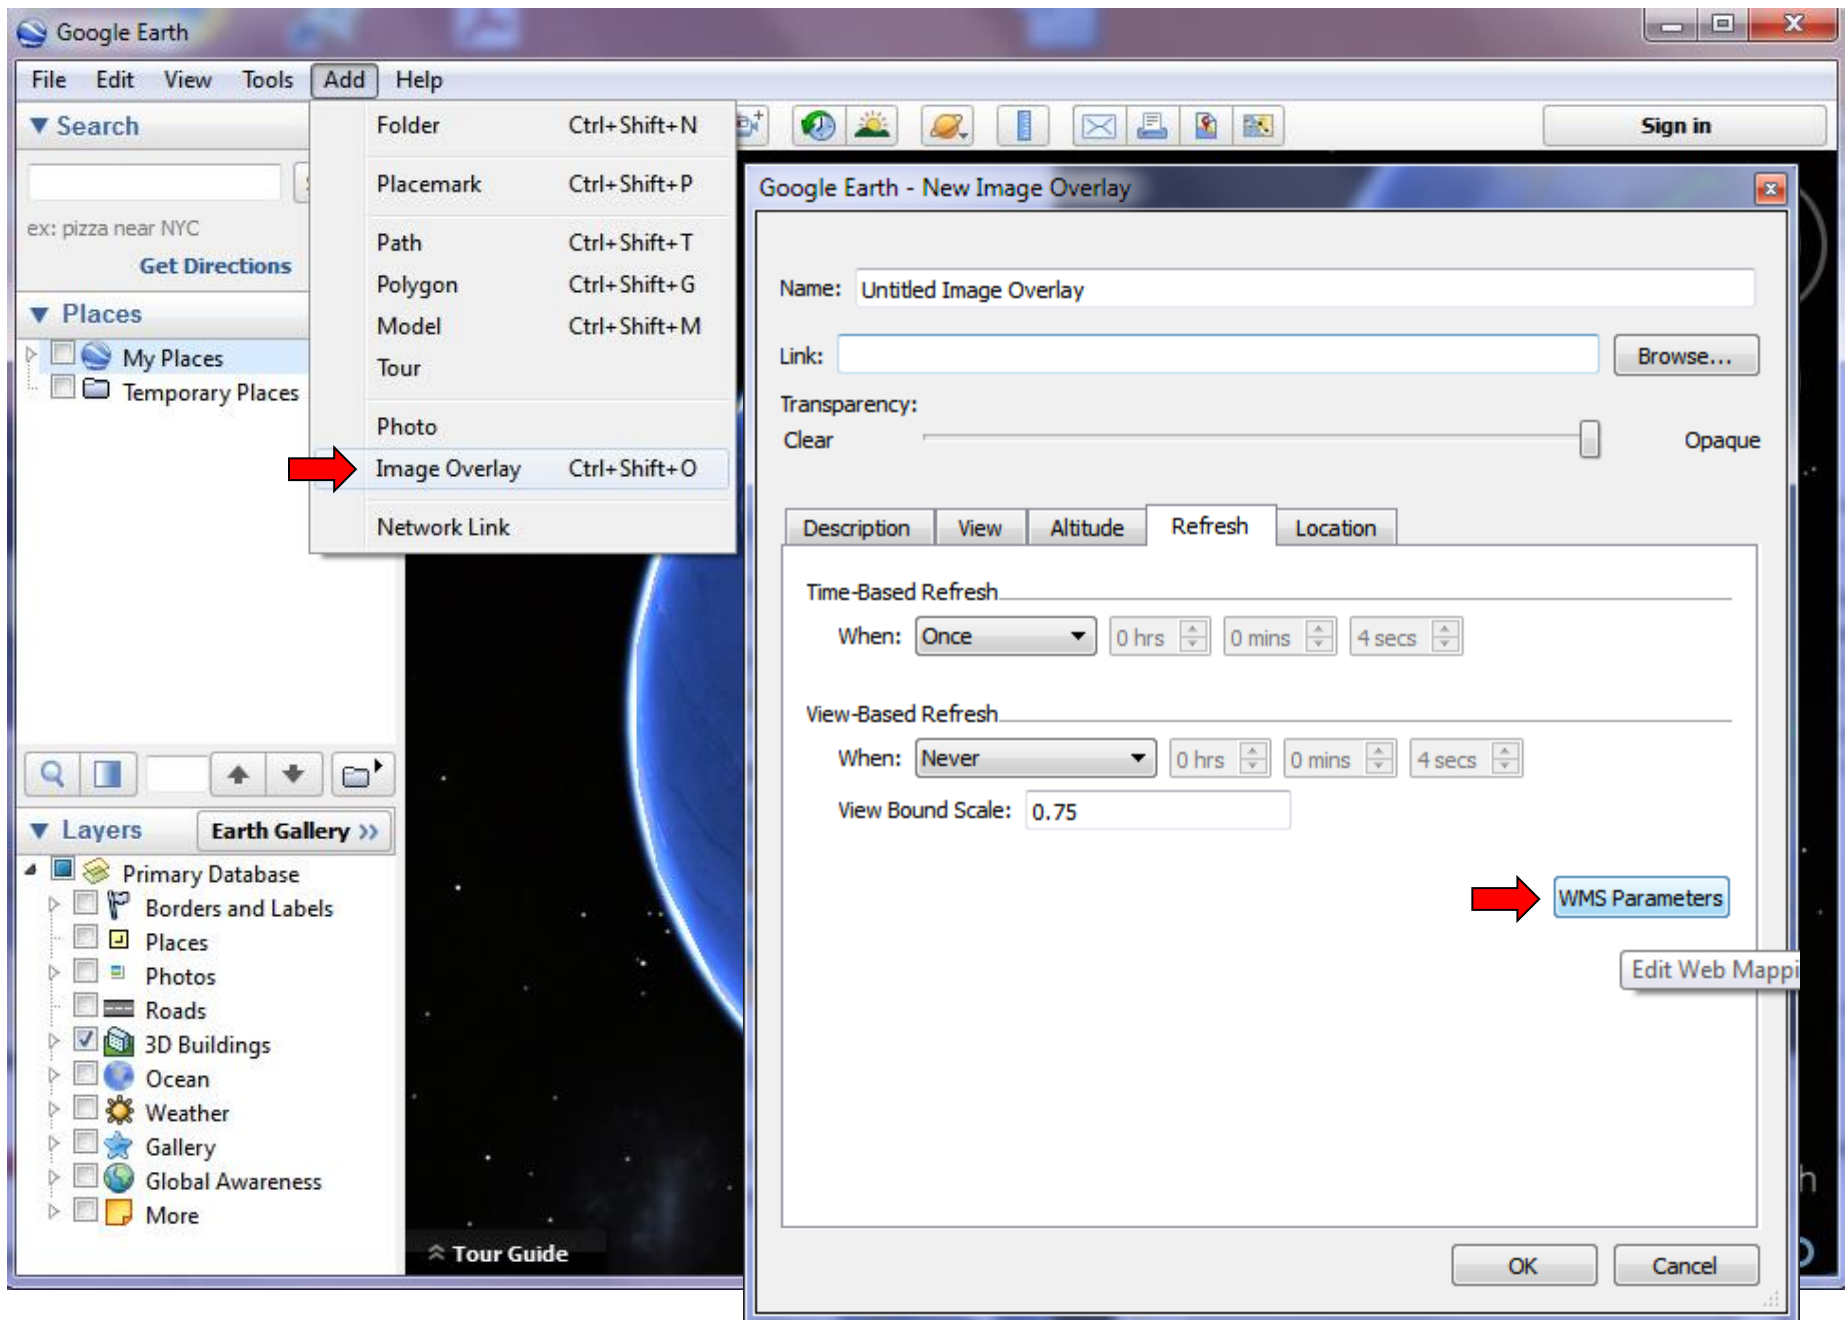 Google Earth
File Edit View Tools Add Help
Search
ex: pizza near NYC
Get Directions
Places
My Places
Temporary Places
Folder Ctrl+Shift+N
Placemark Ctrl+Shift+P
Path Ctrl+Shift+T
Polygon Ctrl+Shift+G
Model Ctrl+Shift+M
Tour
Photo
Image Overlay Ctrl+Shift+O
Network Link
Sign in
Layers Earth Gallery >>
Primary Database
Borders and Labels
Places
Photos
Roads
3D Buildings
Ocean
Weather
Gallery
Global Awareness
More
Tour Guide
Google Earth - New Image Overlay
Name: Untitled Image Overlay
Link: Browse...
Transparency:
Clear Opaque
Description View Altitude Refresh Location
Time-Based Refresh
When: Once 0 hrs 0 mins 4 secs
View-Based Refresh
When: Never 0 hrs 0 mins 4 secs
View Bound Scale: 0.75
WMS Parameters
Edit Web Mappi
OK Cancel